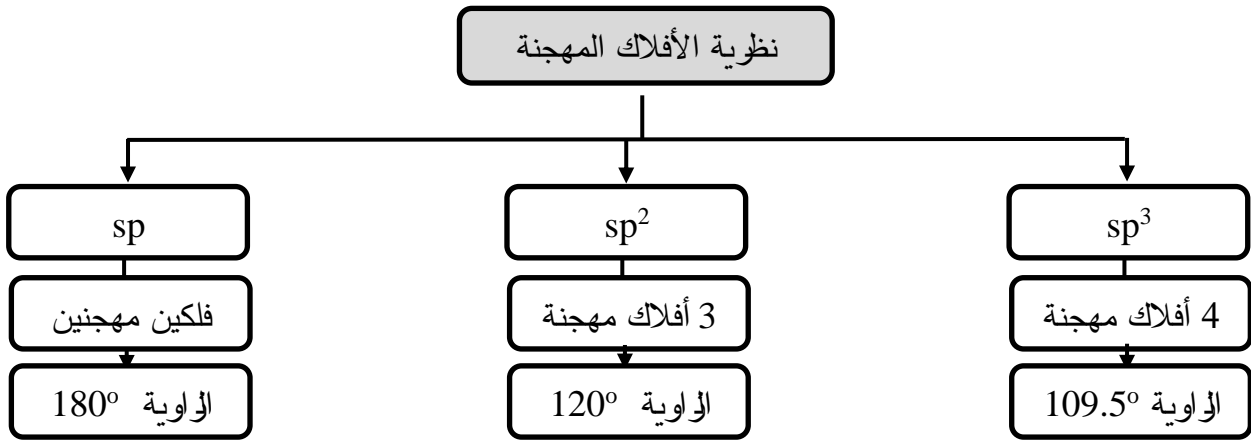 نظرية الأفلاك المهجنة
sp³
sp²
sp
4 أفلاك مهجنة
3 أفلاك مهجنة
فلكين مهجنين
الزاوية 109.5º
الزاوية 120º
الزاوية 180º